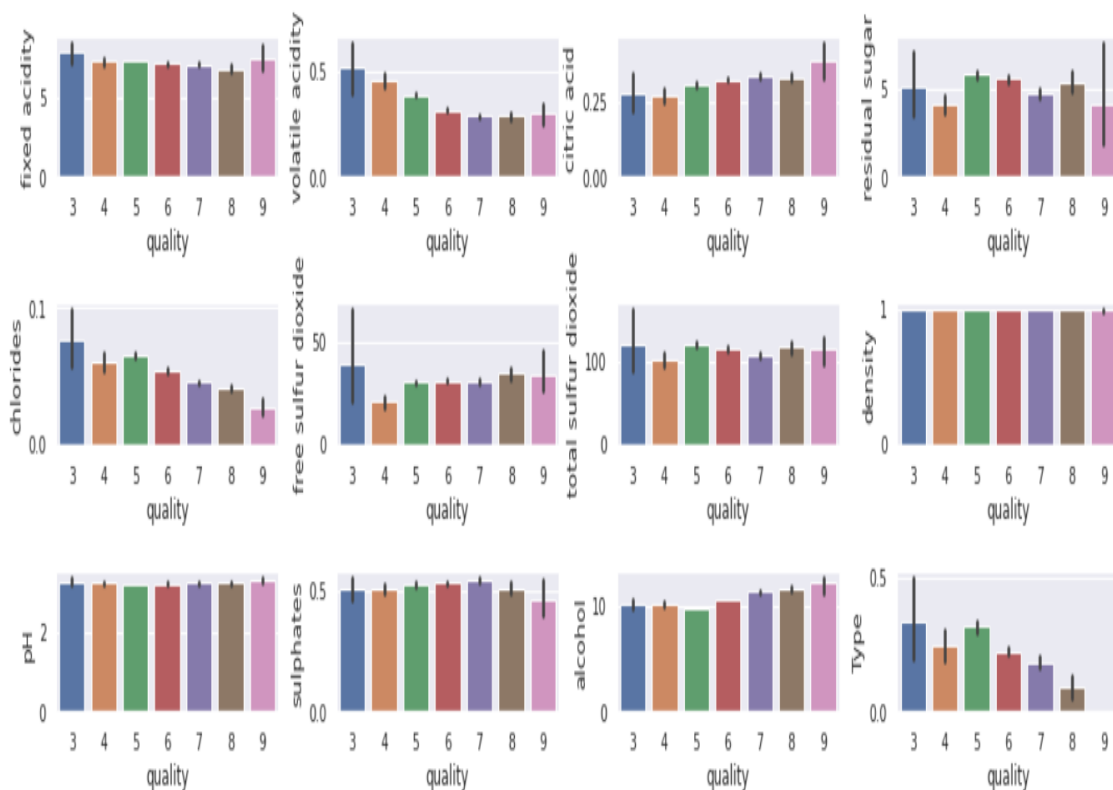 fixed acidity
5
0
3 4 5 6 7 8 9
quality
volatile acidity
0.5
0.0
3 4 5 6 7 8 9
quality
citric acid
0.25
0.00
3 4 5 6 7 8 9
quality
residual sugar
5
0
3 4 5 6 7 8 9
quality
chlorides
0.1
0.0
3 4 5 6 7 8 9
quality
free sulfur dioxide
50
0
3 4 5 6 7 8 9
quality
total sulfur dioxide
100
0
3 4 5 6 7 8 9
quality
density
1
0
3 4 5 6 7 8 9
quality
pH
2
0
3 4 5 6 7 8 9
quality
sulphates
0.5
0.0
3 4 5 6 7 8 9
quality
alcohol
10
0
3 4 5 6 7 8 9
quality
Type
0.5
0.0
3 4 5 6 7 8 9
quality